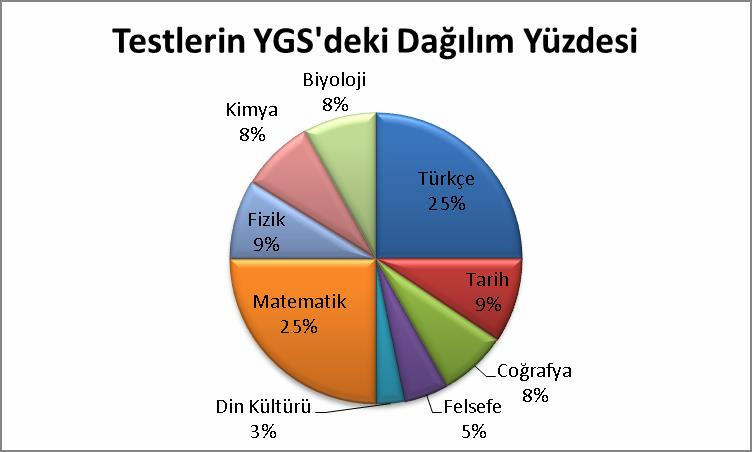 Testlerin YGS'deki Dağılım Yüzdesi
Biyoloji
8%
Kimya
8%
Türkçe
25%
Fizik
9%
Tarih
9%
Matematik
25%
Coğrafya
8%
Din Kültürü
3%
Felsefe
5%